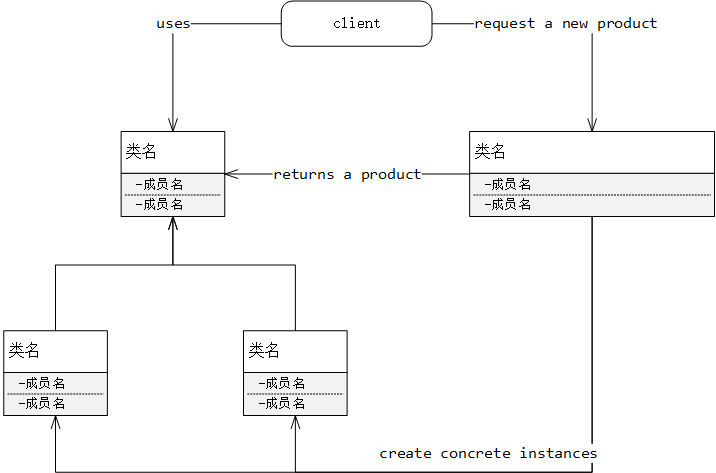 uses
client
request a new product
类名
-成员名
-成员名
returns a product
类名
-成员名
-成员名
类名
-成员名
-成员名
类名
-成员名
-成员名
create concrete instances